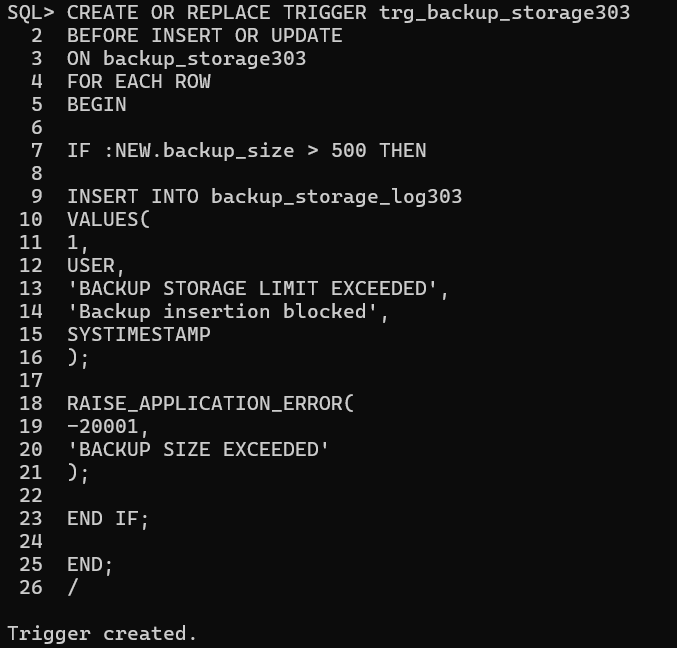 SQL> CREATE OR REPLACE TRIGGER trg_backup_storage303
2 BEFORE INSERT OR UPDATE
3 ON backup_storage303
4 FOR EACH ROW
5 BEGIN
6
7 IF :NEW.backup_size > 500 THEN
8
9 INSERT INTO backup_storage_log303
10 VALUES(
11 1,
12 USER,
13 'BACKUP STORAGE LIMIT EXCEEDED',
14 'Backup insertion blocked',
15 SYSTIMESTAMP
16 );
17
18 RAISE_APPLICATION_ERROR(
19 -20001,
20 'BACKUP SIZE EXCEEDED'
21 );
22
23 END IF;
24
25 END;
26 /
Trigger created.